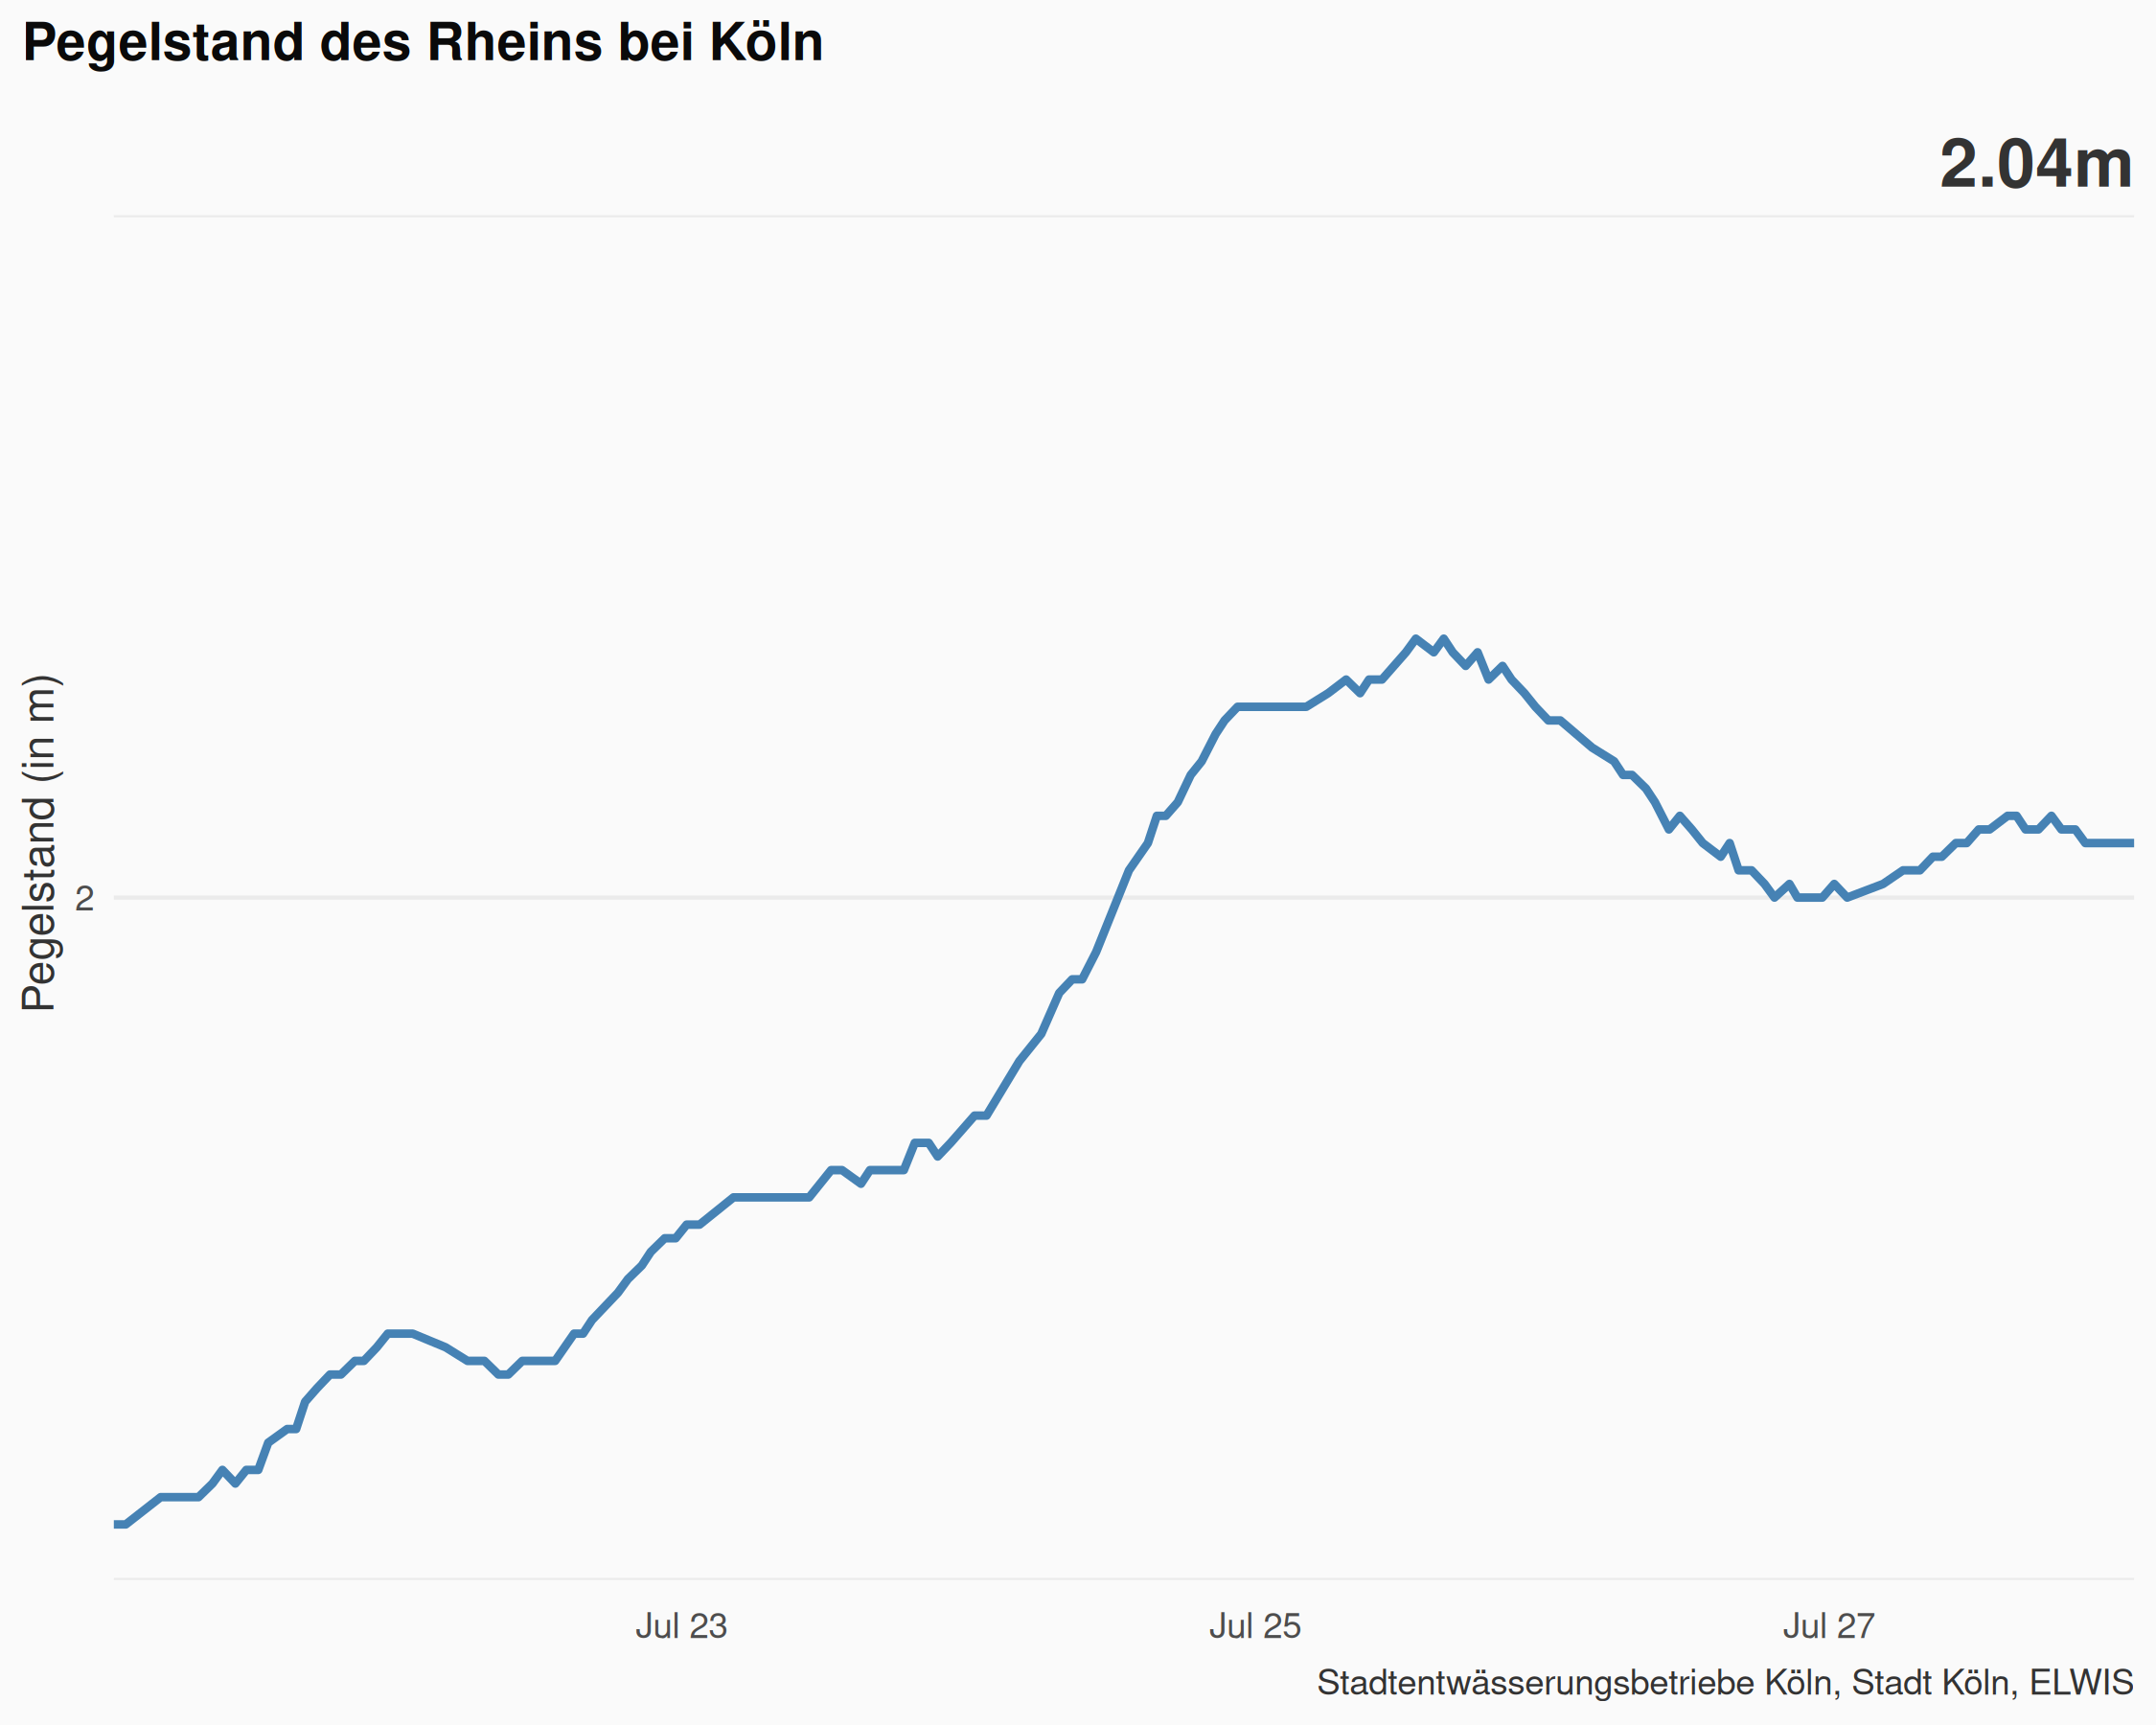 Pegelstand des Rheins bei Köln
2.04m
Pegelstand (in m)
2
Jul 23
Jul 25
Jul 27
Stadtentwässerungsbetriebe Köln, Stadt Köln, ELWIS